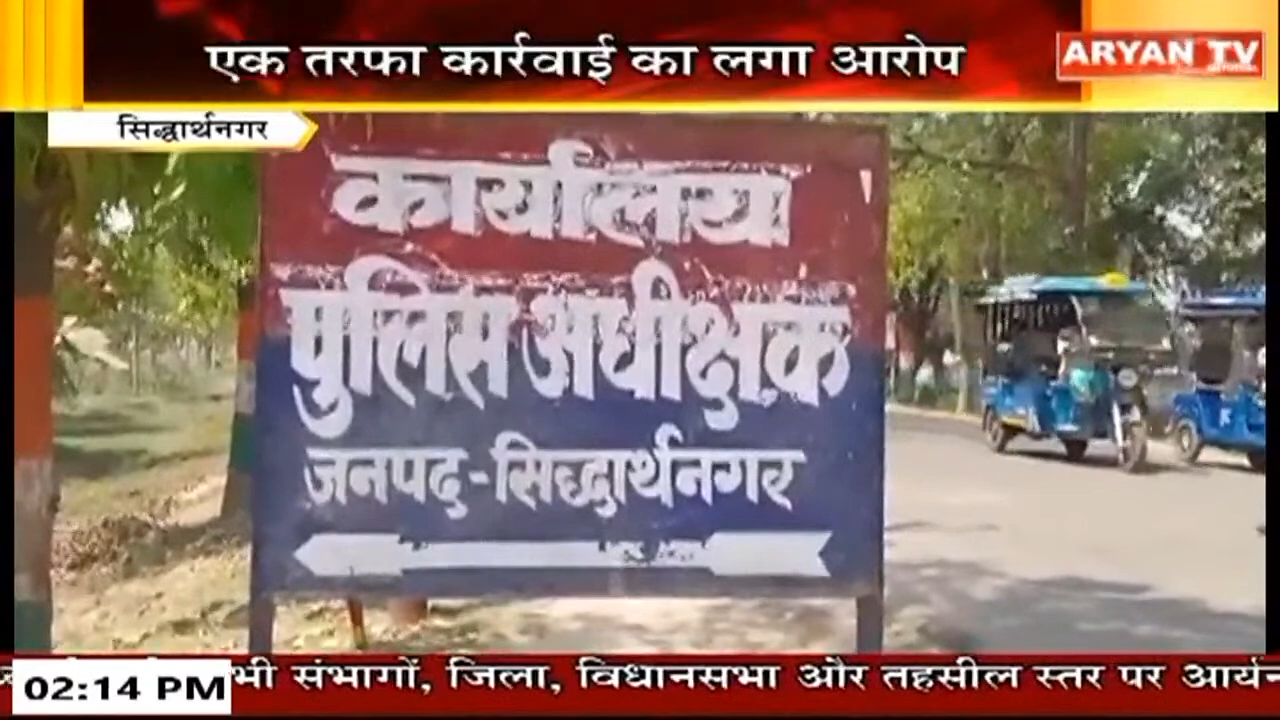 एक तरफा कार्रवाई का लगा आरोप
ARYAN TV
सिद्धार्थनगर
कार्यालय
पुलिस अधीक्षक
जनपद-सिद्धार्थनगर
02:14 PM
भी संभागों, जिला, विधानसभा और तहसील स्तर पर आर्यन